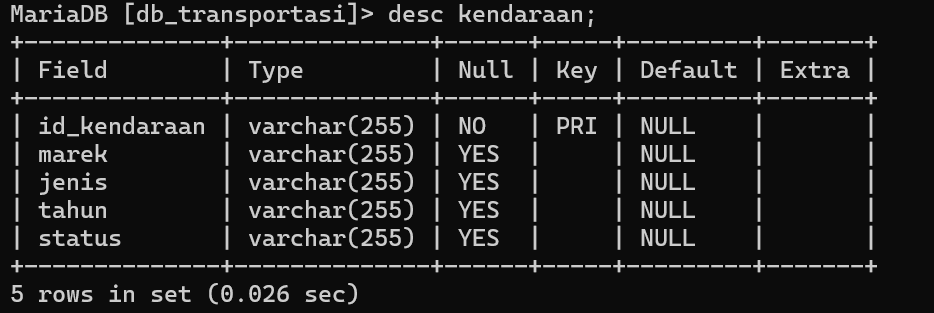 MariaDB [db_transportasi]> desc kendaraan;
+--------------+--------------+------+-----+---------+-------+
| Field        | Type         | Null | Key | Default | Extra |
+--------------+--------------+------+-----+---------+-------+
| id_kendaraan | varchar(255) | NO   | PRI | NULL    |       |
| marek        | varchar(255) | YES  |     | NULL    |       |
| jenis        | varchar(255) | YES  |     | NULL    |       |
| tahun        | varchar(255) | YES  |     | NULL    |       |
| status       | varchar(255) | YES  |     | NULL    |       |
+--------------+--------------+------+-----+---------+-------+
5 rows in set (0.026 sec)